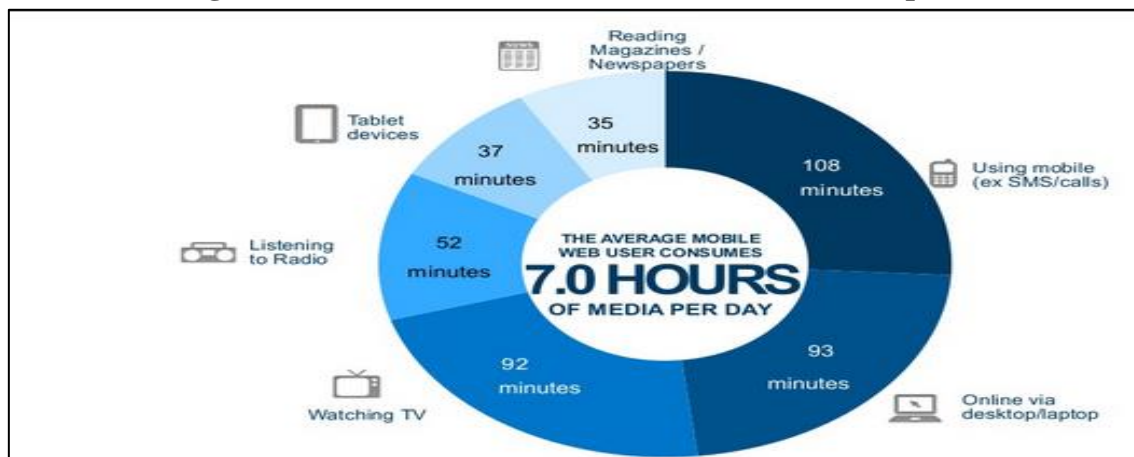 Reading
Magazines /
Newspapers
NEWS
35
minutes
108
minutes
Using mobile
(ex SMS/calls)
93
minutes
Online via
desktop/laptop
92
minutes
Watching TV
52
minutes
Listening
to Radio
37
minutes
Tablet
devices
THE AVERAGE MOBILE
WEB USER CONSUMES
7.0 HOURS
OF MEDIA PER DAY